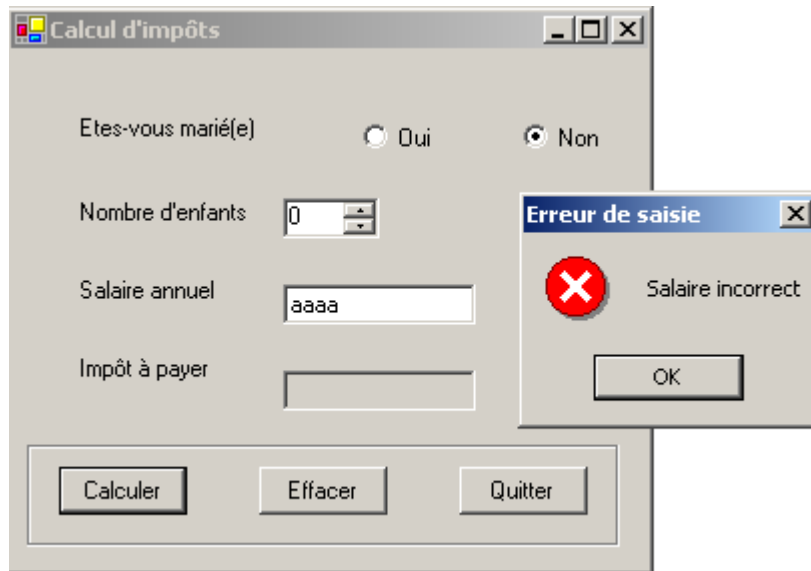 Calcul d'impôts
Etes-vous marié(e)
Oui
Non
Nombre d'enfants
0
Erreur de saisie
Salaire incorrect
OK
Salaire annuel
aaaa
Impôt à payer
Calculer
Effacer
Quitter